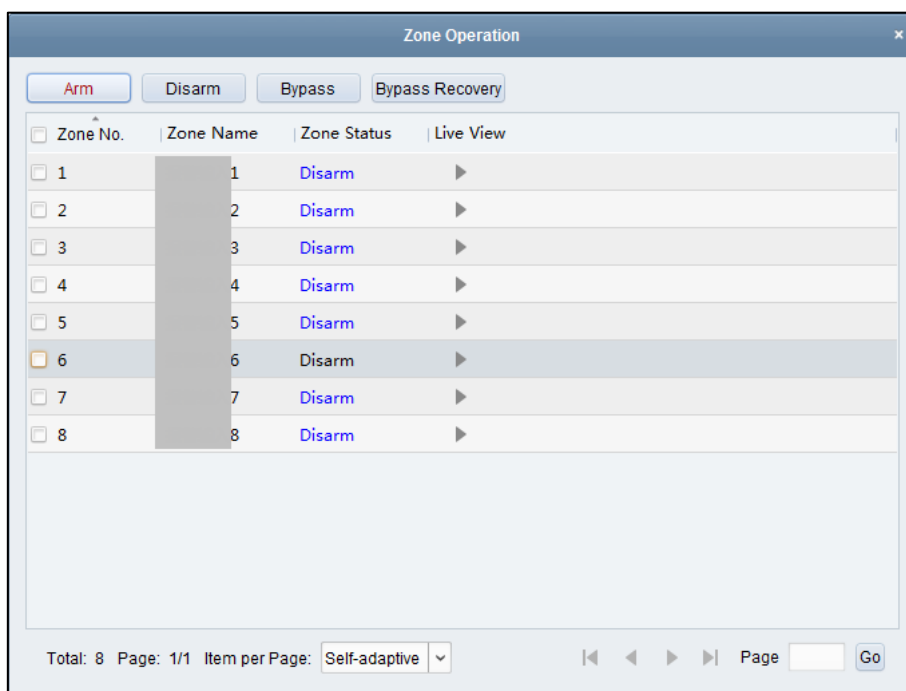 Zone Operation ×
Arm Disarm Bypass Bypass Recovery
Zone No. Zone Name Zone Status Live View
1 1 Disarm
2 2 Disarm
3 3 Disarm
4 4 Disarm
5 5 Disarm
6 6 Disarm
7 7 Disarm
8 8 Disarm
Total: 8 Page: 1/1 Item per Page: Self-adaptive Page Go